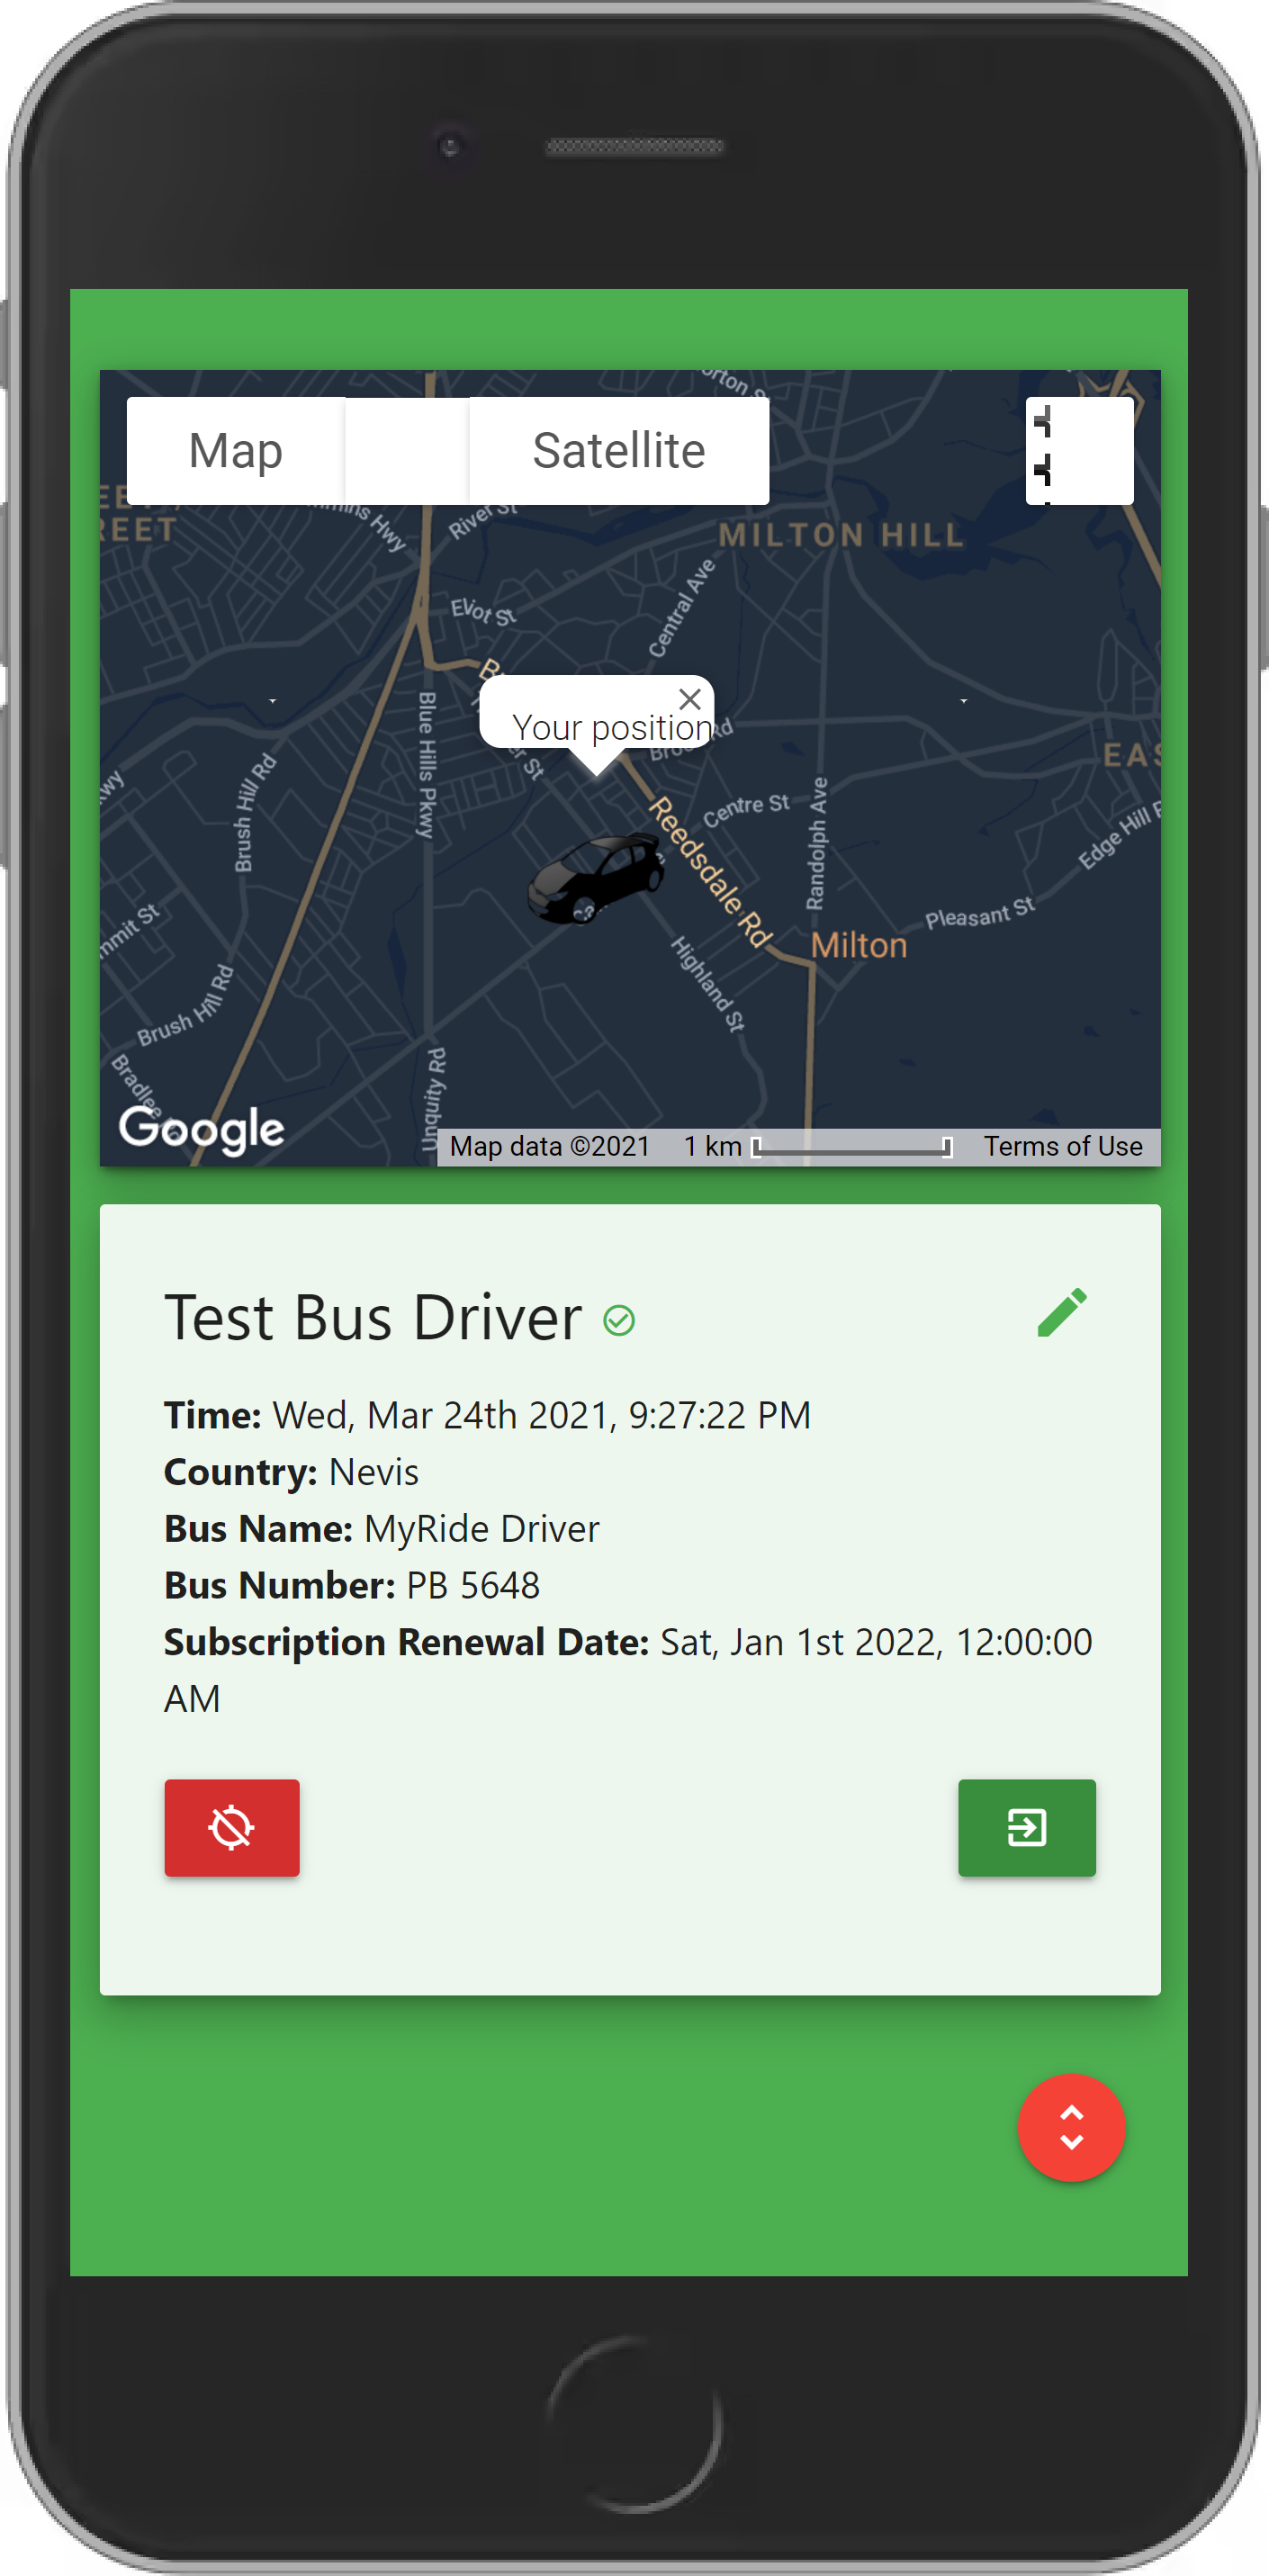 Map
Satellite
REET
River St
MILTON HILL
Central Ave
Eliot St
Blue Hills Pkwy
Your position
EAS
Centre St
Brush Hill Rd
Randolph Ave
Edge Hill
Reedsdale Rd
Pleasant St
Milton
Highland St
Brush Hill Rd
Unquity Rd
Bradlee
Google
Map data ©2021 1 km Terms of Use
Test Bus Driver
Time: Wed, Mar 24th 2021, 9:27:22 PM
Country: Nevis
Bus Name: MyRide Driver
Bus Number: PB 5648
Subscription Renewal Date: Sat, Jan 1st 2022, 12:00:00
AM